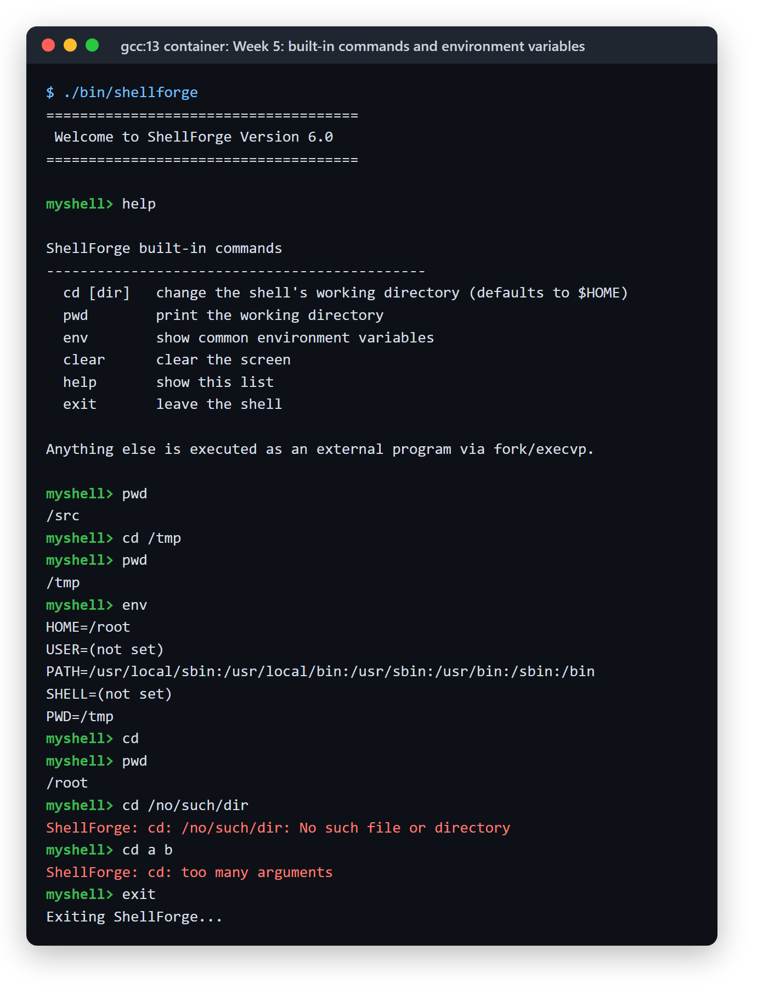 gcc:13 container: Week 5: built-in commands and environment variables
$ ./bin/shellforge
=====================================
 Welcome to ShellForge Version 6.0
=====================================
myshell> help
ShellForge built-in commands
---------------------------------------------
  cd [dir]   change the shell's working directory (defaults to $HOME)
  pwd        print the working directory
  env        show common environment variables
  clear      clear the screen
  help       show this list
  exit       leave the shell
Anything else is executed as an external program via fork/execvp.
myshell> pwd
/src
myshell> cd /tmp
myshell> pwd
/tmp
myshell> env
HOME=/root
USER=(not set)
PATH=/usr/local/sbin:/usr/local/bin:/usr/sbin:/usr/bin:/sbin:/bin
SHELL=(not set)
PWD=/tmp
myshell> cd
myshell> pwd
/root
myshell> cd /no/such/dir
ShellForge: cd: /no/such/dir: No such file or directory
myshell> cd a b
ShellForge: cd: too many arguments
myshell> exit
Exiting ShellForge...